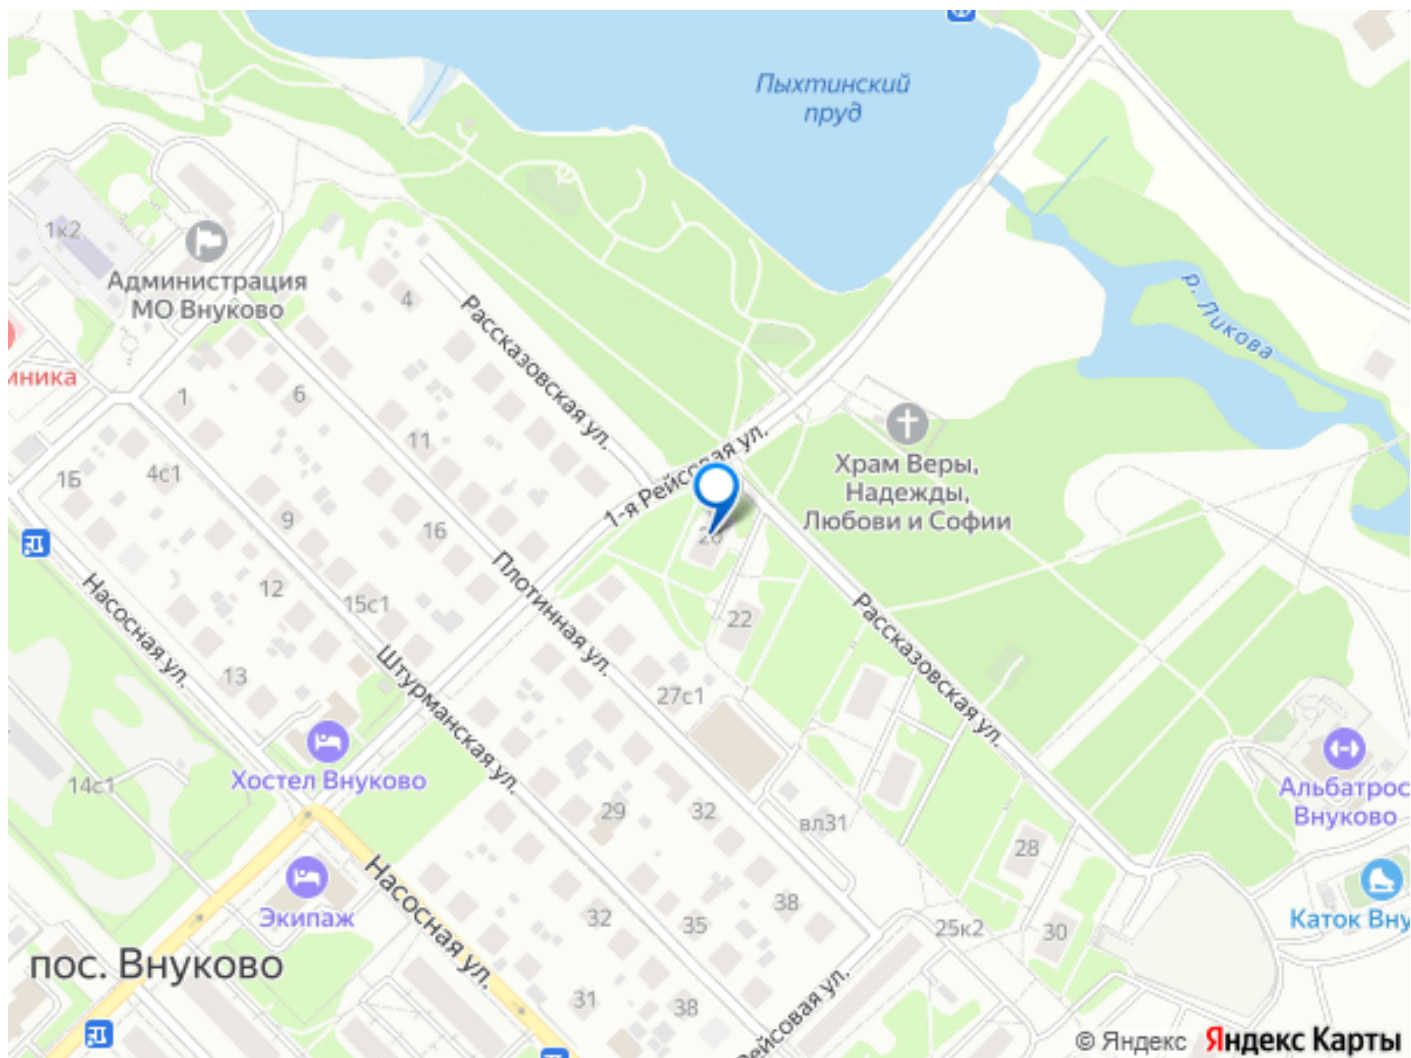 Пыхтинский
пруд
1к2
Администрация
МО Внуково
4
Рассказовская ул.
р. Ликова
иника
1
6
11
1-я Рейсовая ул.
Храм Веры,
Надежды,
Любови и Софии
1Б
4с1
9
16
12
15с1
Плотинная ул.
22
Рассказовская ул.
Насосная ул.
13
Штурманская ул.
27с1
Хостел Внуково
14с1
Альбатрос
Внуково
29
32
вл31
28
Насосная ул.
Экипаж
32
35
38
25к2
30
Каток Вну
пос. Внуково
31
38
Рейсовая ул.
© Яндекс Яндекс Карты